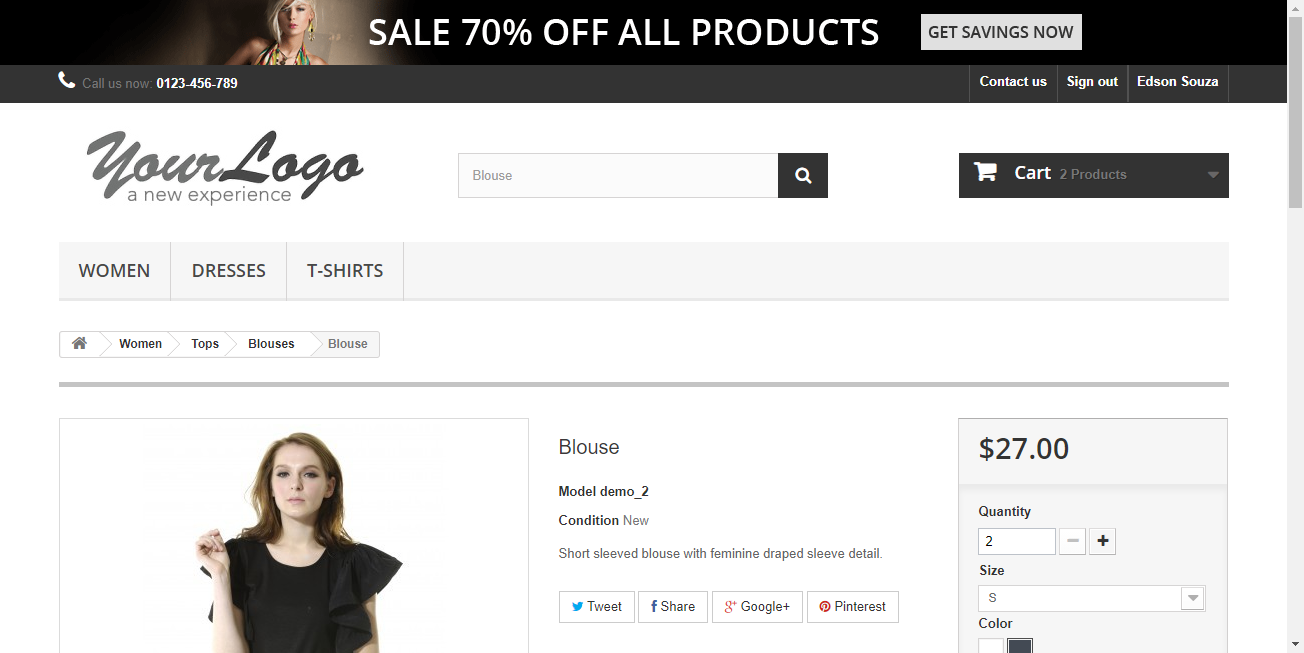 SALE 70% OFF ALL PRODUCTS GET SAVINGS NOW
Call us now: 0123-456-789 Contact us Sign out Edson Souza
YourLogo
a new experience
Blouse
Cart 2 Products
WOMEN DRESSES T-SHIRTS
Women Tops Blouses Blouse
Blouse
Model demo_2
Condition New
Short sleeved blouse with feminine draped sleeve detail.
Tweet Share Google+ Pinterest
$27.00
Quantity
2
Size
S
Color